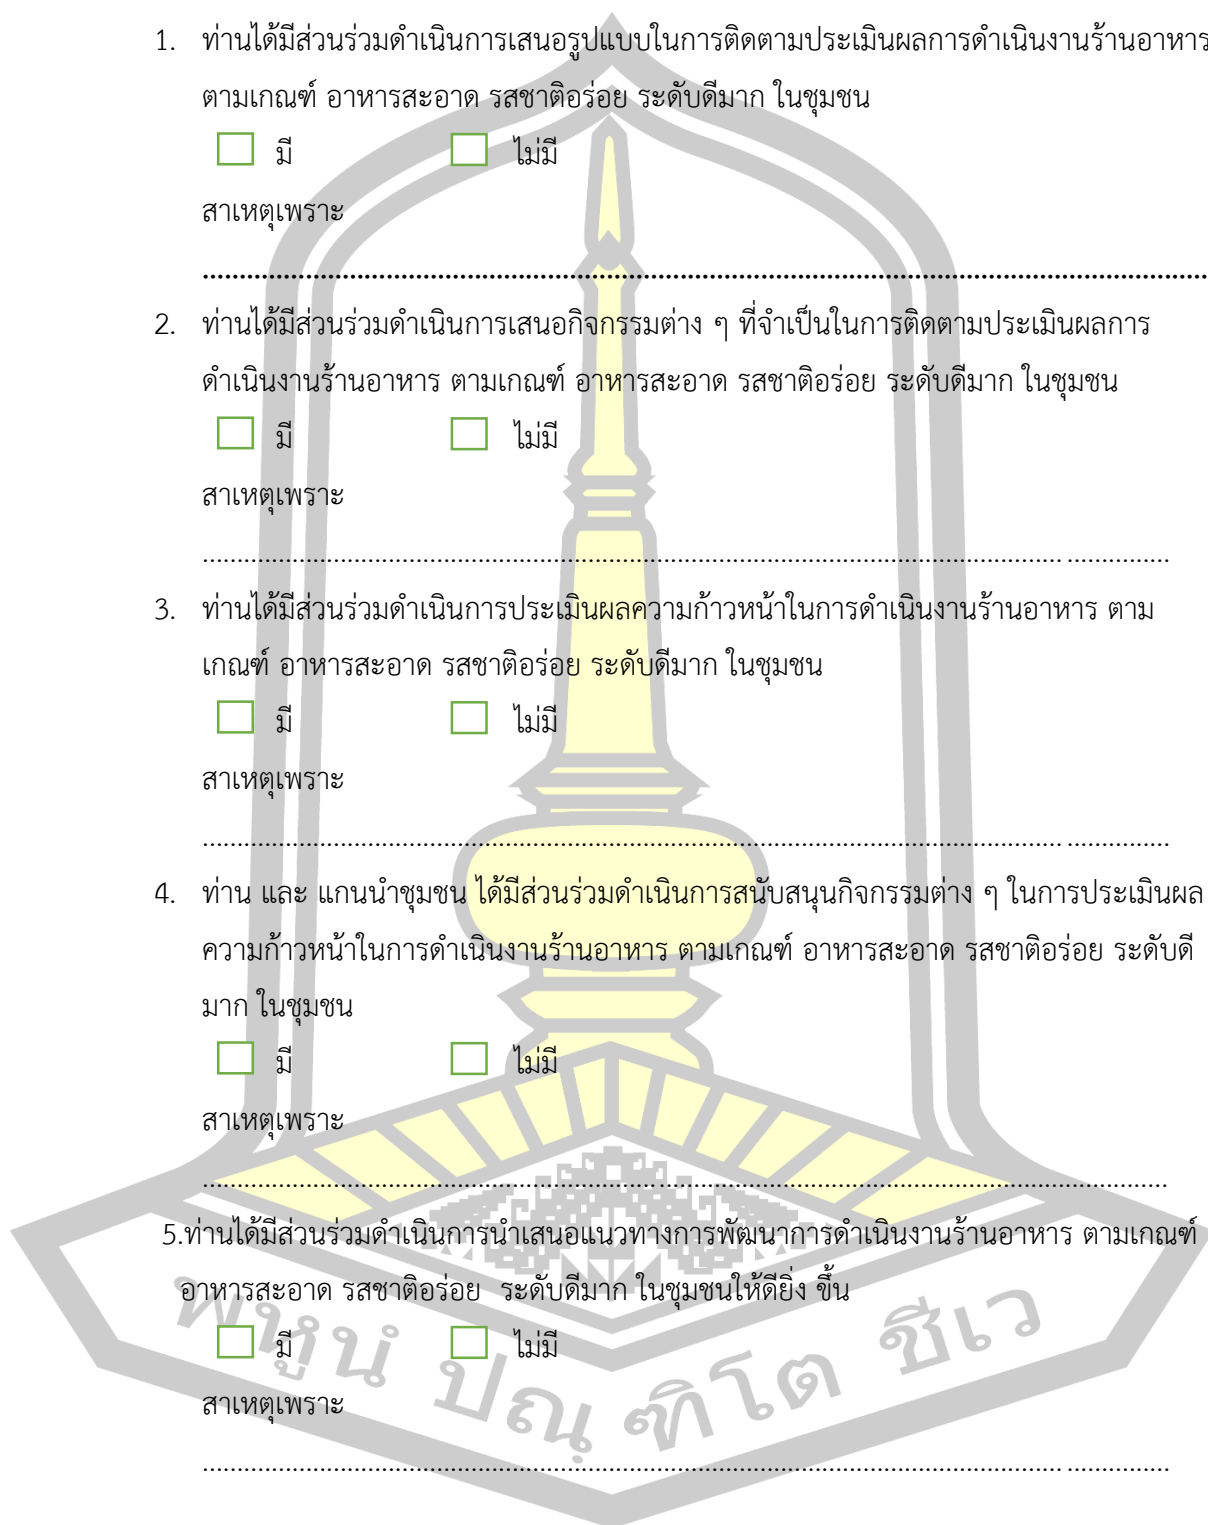 1. ท่านได้มีส่วนร่วมดำเนินการเสนอรูปแบบในการติดตามประเมินผลการดำเนินงานร้านอาหาร
ตามเกณฑ์ อาหารสะอาด รสชาติอร่อย ระดับดีมาก ในชุมชน
มี ไม่มี
สาเหตุเพราะ
................................................................................................................................
2. ท่านได้มีส่วนร่วมดำเนินการเสนอกิจกรรมต่าง ๆ ที่จำเป็นในการติดตามประเมินผลการ
ดำเนินงานร้านอาหาร ตามเกณฑ์ อาหารสะอาด รสชาติอร่อย ระดับดีมาก ในชุมชน
มี ไม่มี
สาเหตุเพราะ
............................................................................................................................. ...............
3. ท่านได้มีส่วนร่วมดำเนินการประเมินผลความก้าวหน้าในการดำเนินงานร้านอาหาร ตาม
เกณฑ์ อาหารสะอาด รสชาติอร่อย ระดับดีมาก ในชุมชน
มี ไม่มี
สาเหตุเพราะ
............................................................................................................................. ...............
4. ท่าน และ แกนนำชุมชน ได้มีส่วนร่วมดำเนินการสนับสนุนกิจกรรมต่าง ๆ ในการประเมินผล
ความก้าวหน้าในการดำเนินงานร้านอาหาร ตามเกณฑ์ อาหารสะอาด รสชาติอร่อย ระดับดี
มาก ในชุมชน
มี ไม่มี
สาเหตุเพราะ
............................................................................................................................................
5.ท่านได้มีส่วนร่วมดำเนินการนำเสนอแนวทางการพัฒนาการดำเนินงานร้านอาหาร ตามเกณฑ์
อาหารสะอาด รสชาติอร่อย ระดับดีมาก ในชุมชนให้ดียิ่ง ขึ้น
มี ไม่มี
สาเหตุเพราะ
............................................................................................................................. ...............
พหูนํ ปณฺฑิโต ชีเว